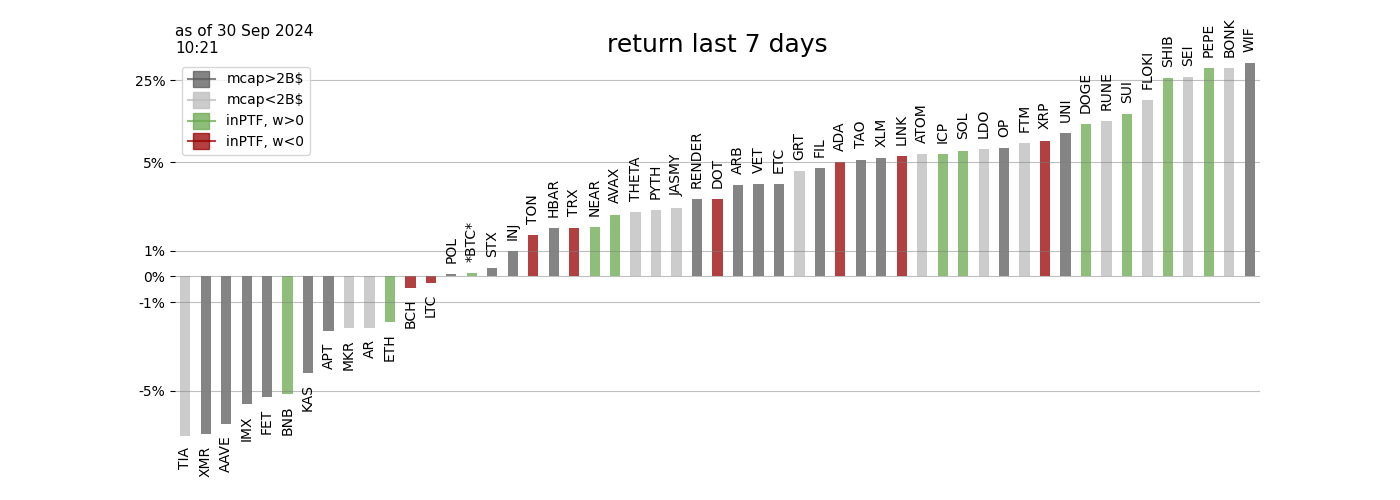 as of 30 Sep 2024
10:21
return last 7 days
mcap>2B$
mcap<2B$
inPTF, w>0
inPTF, w<0
25%
5%
1%
0%
-1%
-5%
TIA
XMR
AAVE
IMX
FET
BNB
KAS
APT
MKR
AR
ETH
BCH
LTC
POL
*BTC*
STX
INJ
TON
HBAR
TRX
NEAR
AVAX
THETA
PYTH
JASMY
RENDER
DOT
ARB
VET
ETC
GRT
FIL
ADA
TAO
XLM
LINK
ATOM
ICP
SOL
LDO
OP
FTM
XRP
UNI
DOGE
RUNE
SUI
FLOKI
SHIB
SEI
PEPE
BONK
WIF